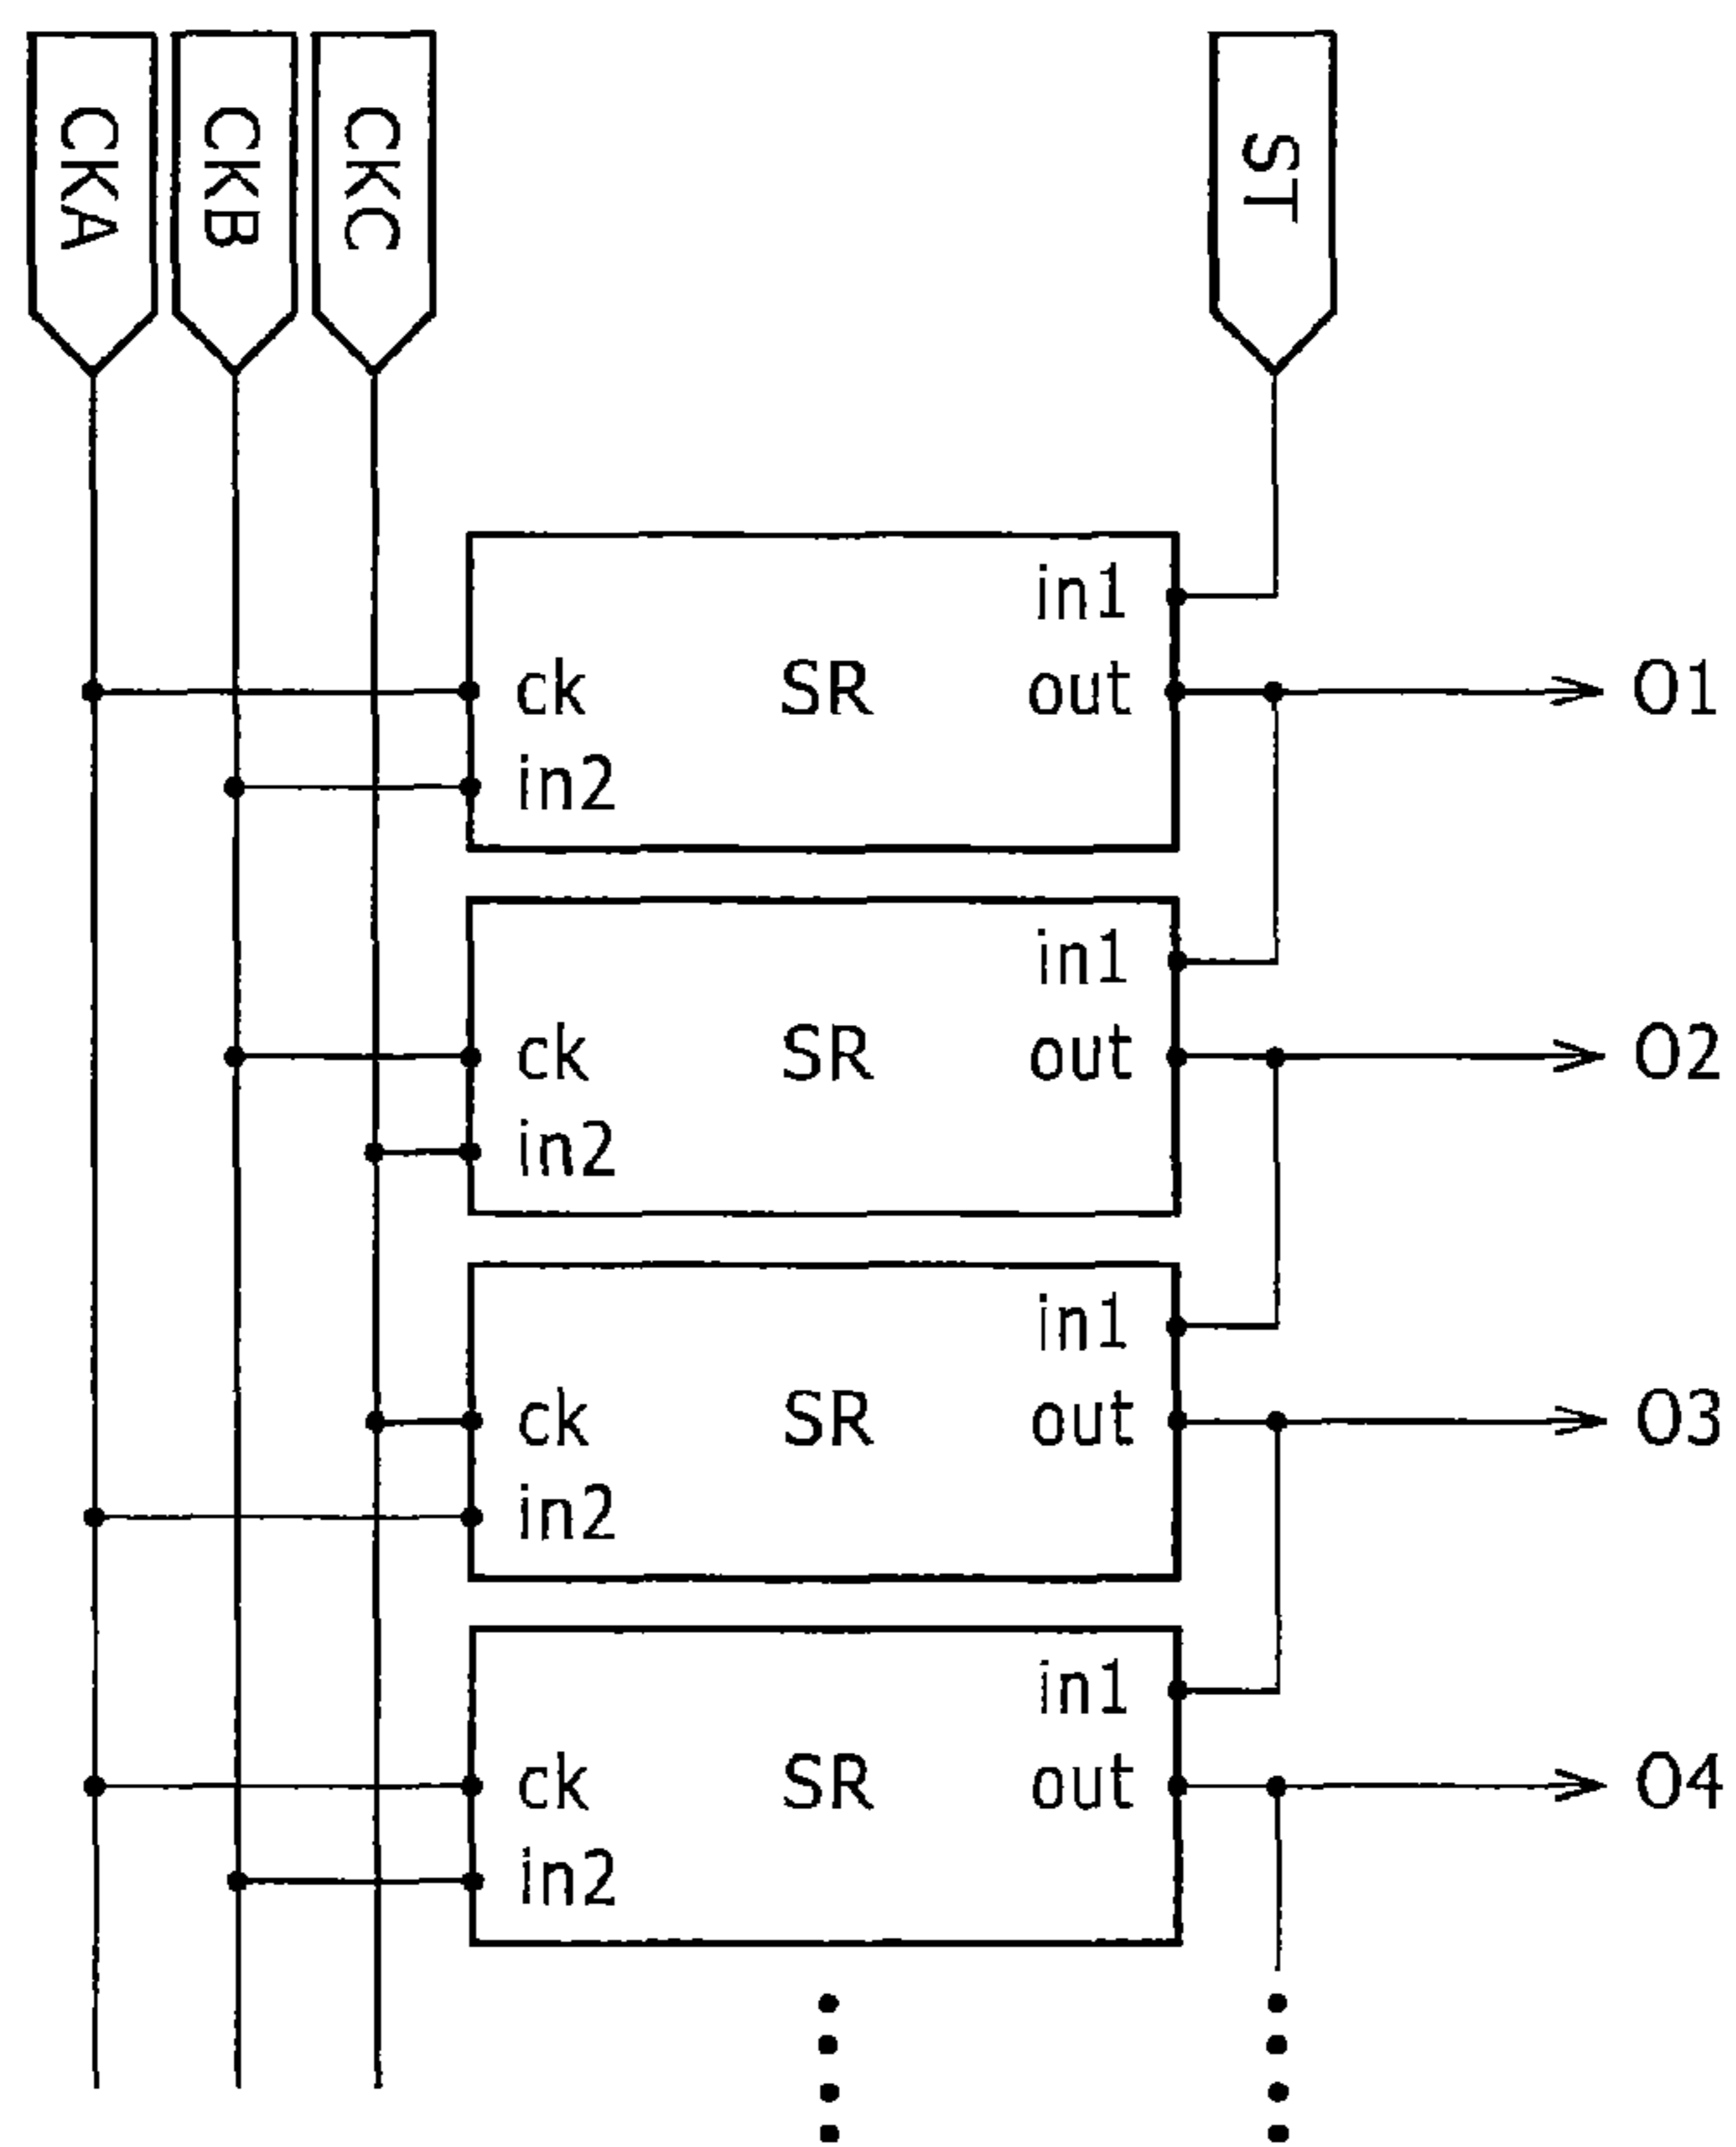 CKA
CKB
CKC
ST
in1
ck SR out O1
in2
in1
ck SR out O2
in2
in1
ck SR out O3
in2
in1
ck SR out O4
in2